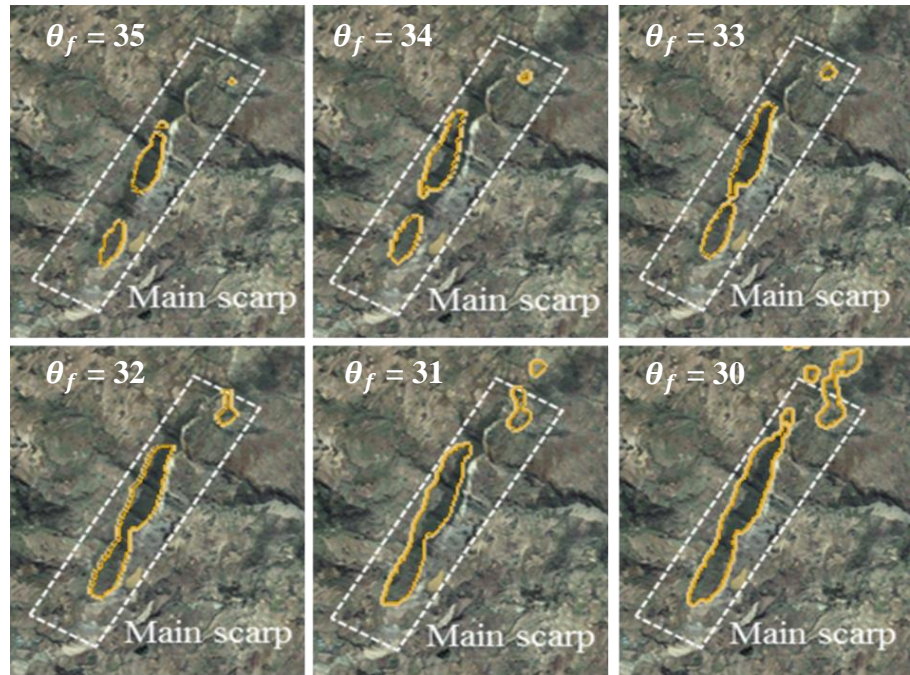 θf = 35
θf = 34
θf = 33
Main scarp
Main scarp
Main scarp
θf = 32
θf = 31
θf = 30
Main scarp
Main scarp
Main scarp